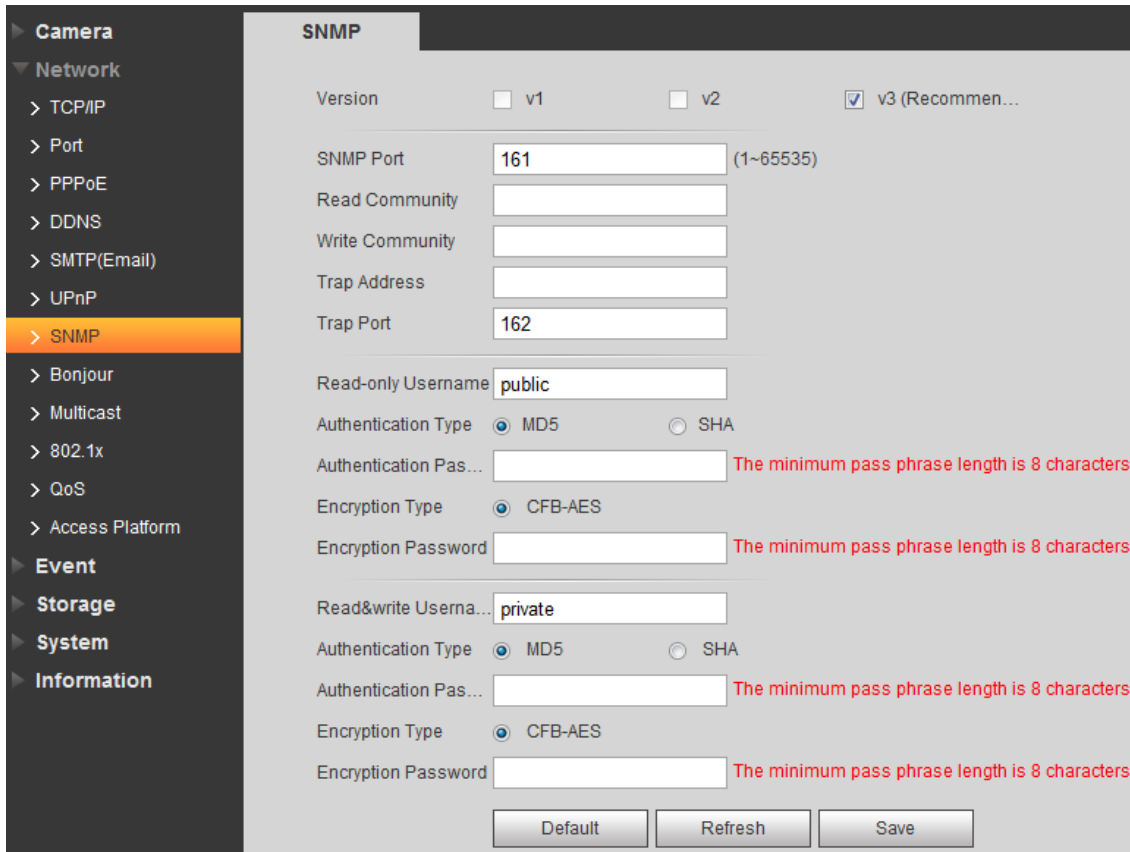 Camera
Network
TCP/IP
Port
PPPoE
DDNS
SMTP(Email)
UPnP
SNMP
Bonjour
Multicast
802.1x
QoS
Access Platform
Event
Storage
System
Information
SNMP
Version v1 v2 v3 (Recommen...
SNMP Port 161 (1~65535)
Read Community
Write Community
Trap Address
Trap Port 162
Read-only Username public
Authentication Type MD5 SHA
Authentication Pas... The minimum pass phrase length is 8 characters
Encryption Type CFB-AES
Encryption Password The minimum pass phrase length is 8 characters
Read&write Userna... private
Authentication Type MD5 SHA
Authentication Pas... The minimum pass phrase length is 8 characters
Encryption Type CFB-AES
Encryption Password The minimum pass phrase length is 8 characters
Default Refresh Save